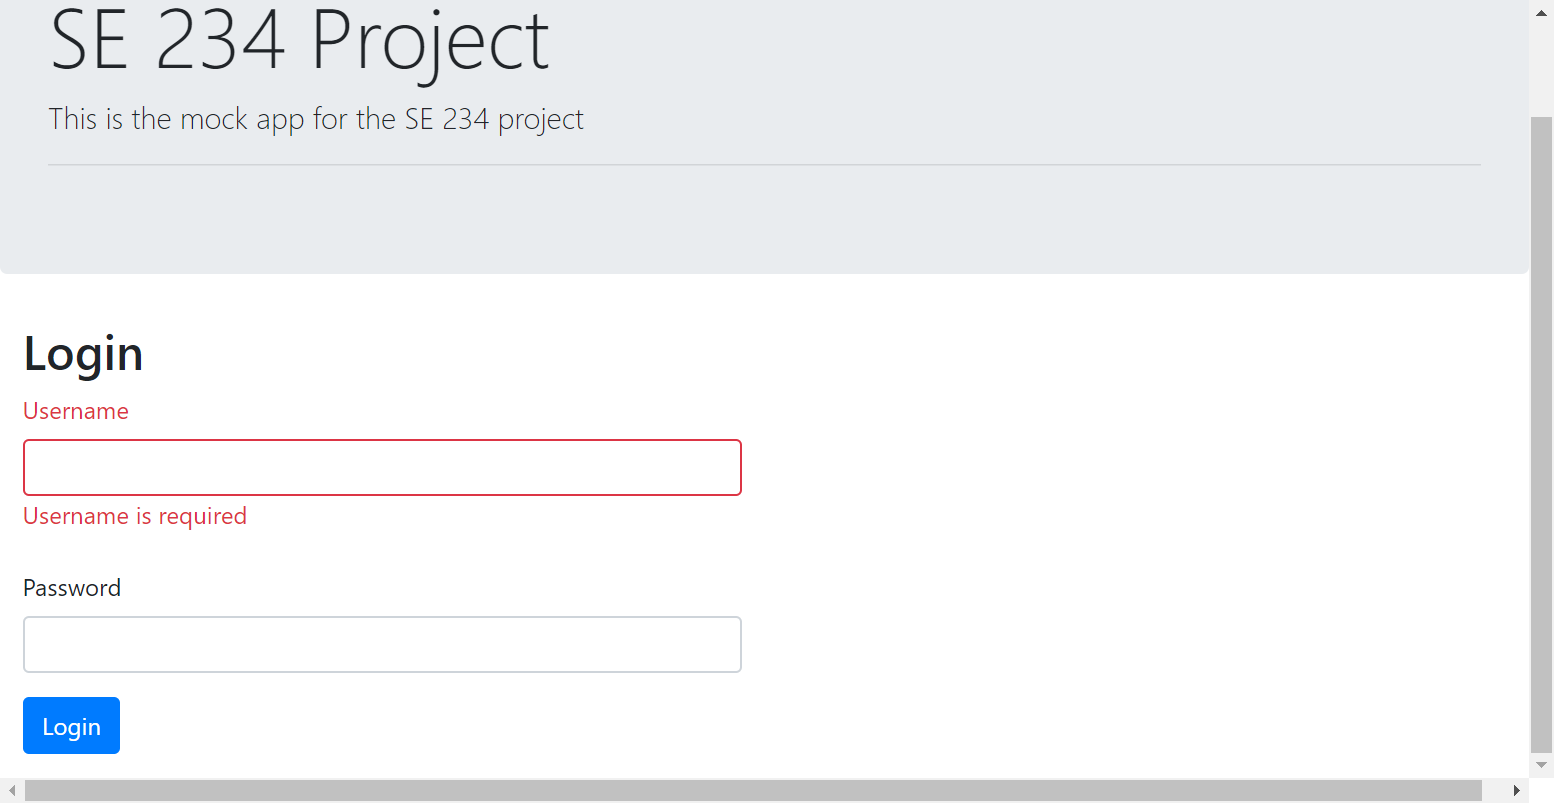 SE 234 Project
This is the mock app for the SE 234 project
Login
Username
Username is required
Password
Login